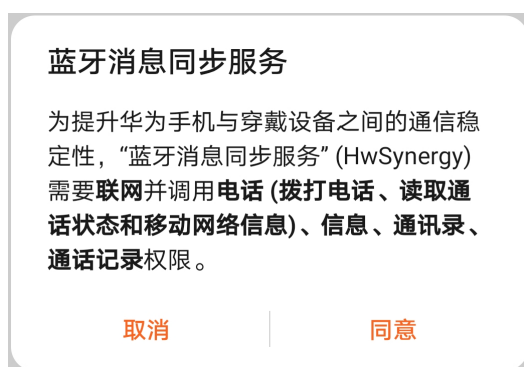 蓝牙消息同步服务
为提升华为手机与穿戴设备之间的通信稳
定性，“蓝牙消息同步服务” (HwSynergy)
需要联网并调用电话 (拨打电话、读取通
话状态和移动网络信息)、信息、通讯录、
通话记录权限。
取消
同意